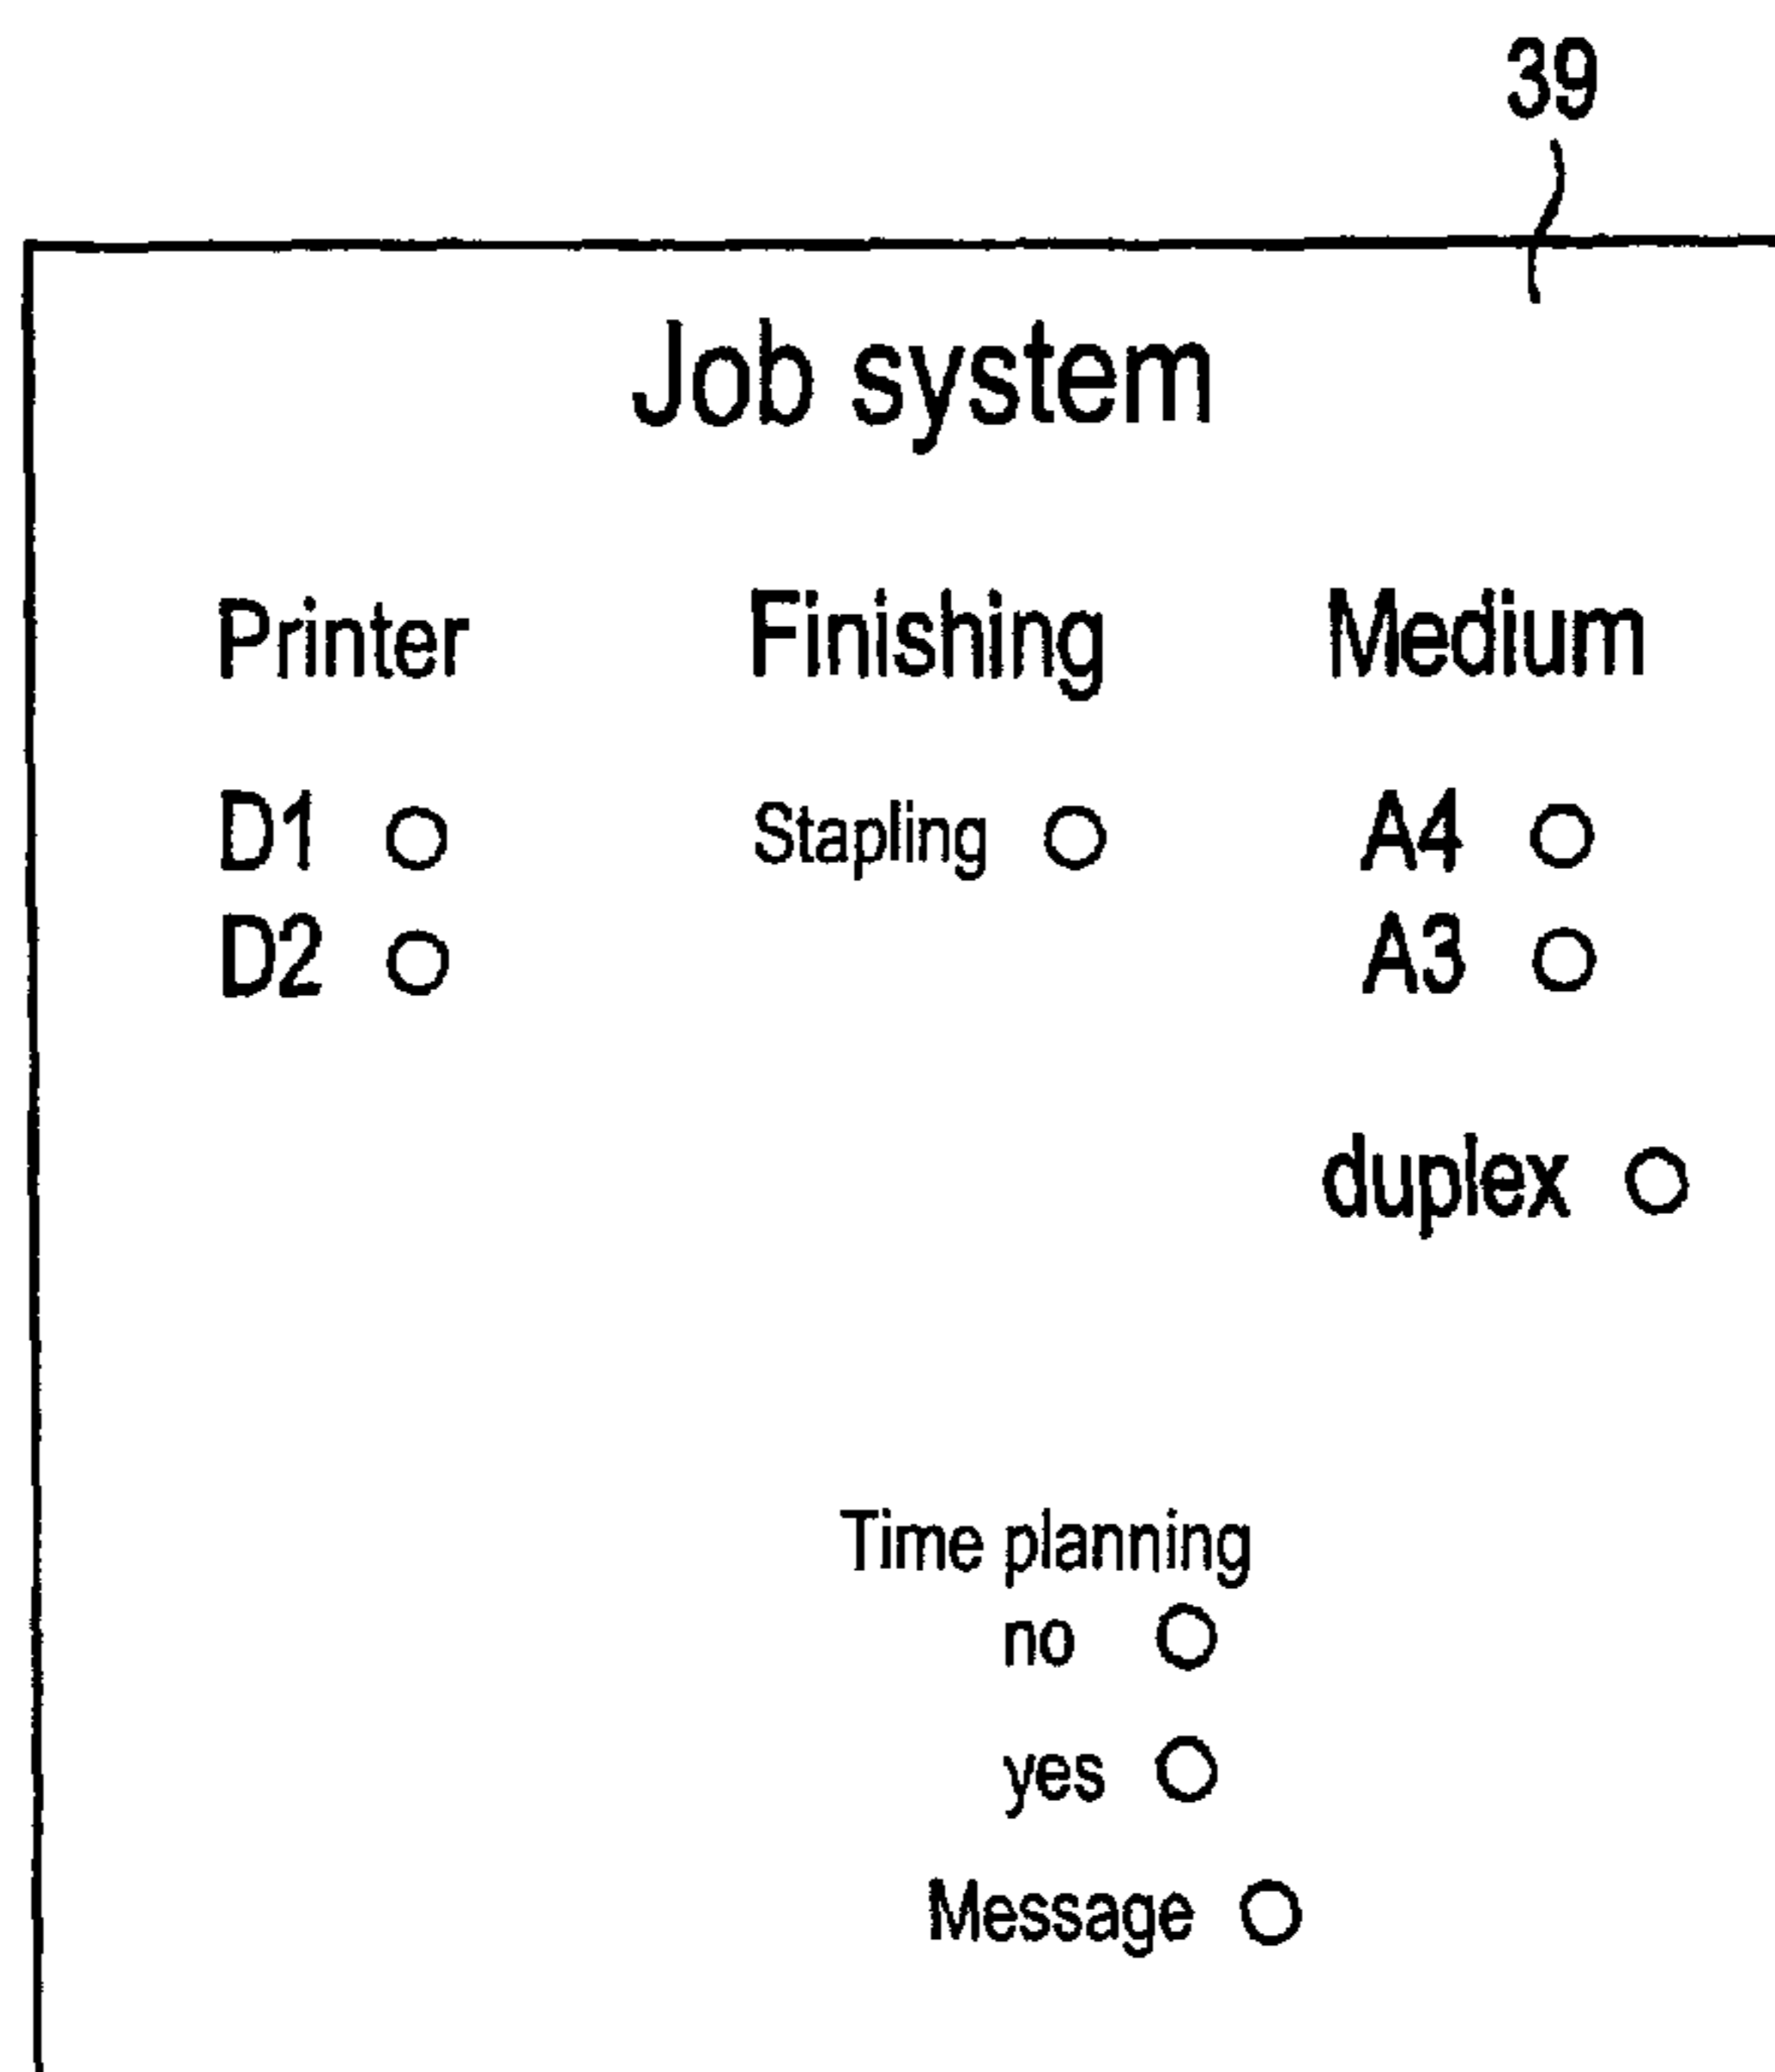 39
Job system
Printer Finishing Medium
D1 Stapling A4
D2 A3
duplex
Time planning
no
yes
Message